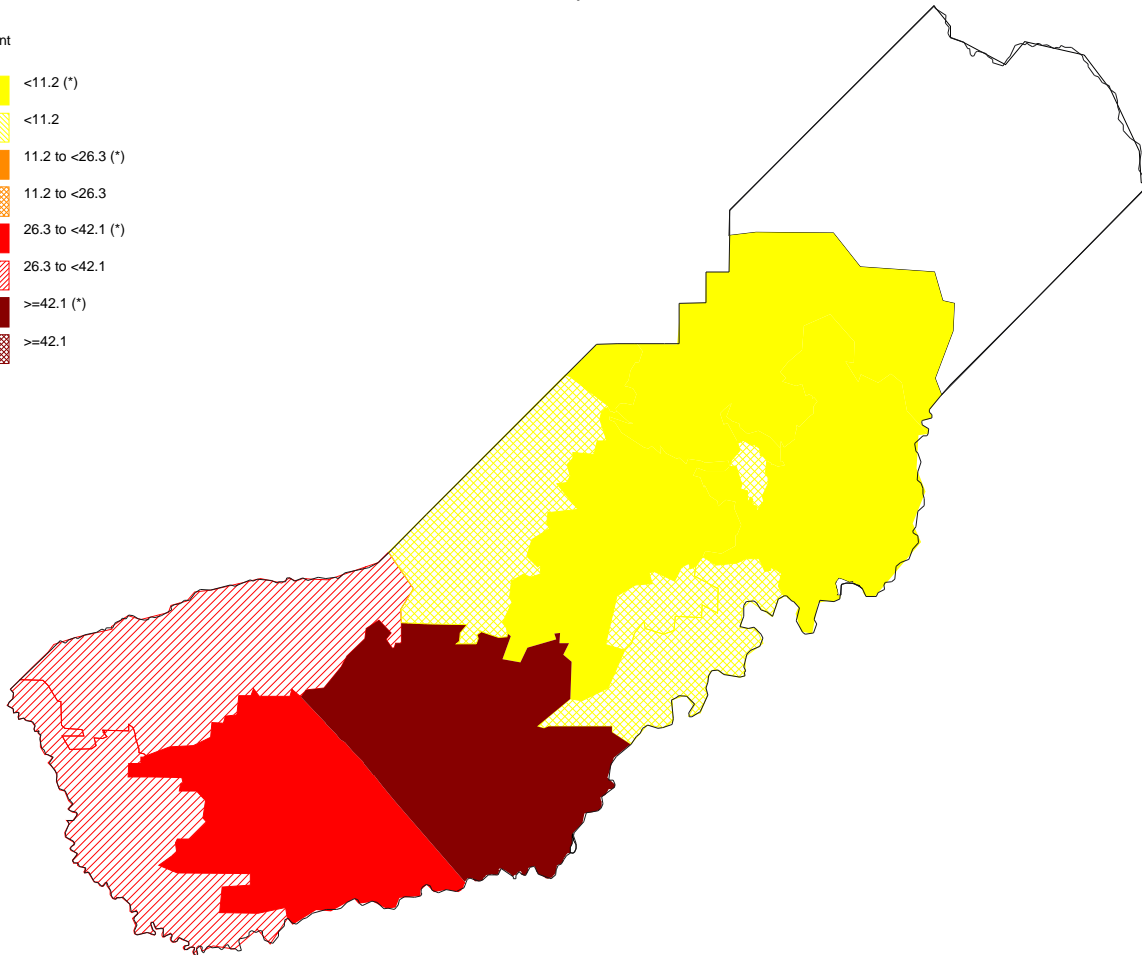 nt
<11.2 (*)
<11.2
11.2 to <26.3 (*)
11.2 to <26.3
26.3 to <42.1 (*)
26.3 to <42.1
>=42.1 (*)
>=42.1